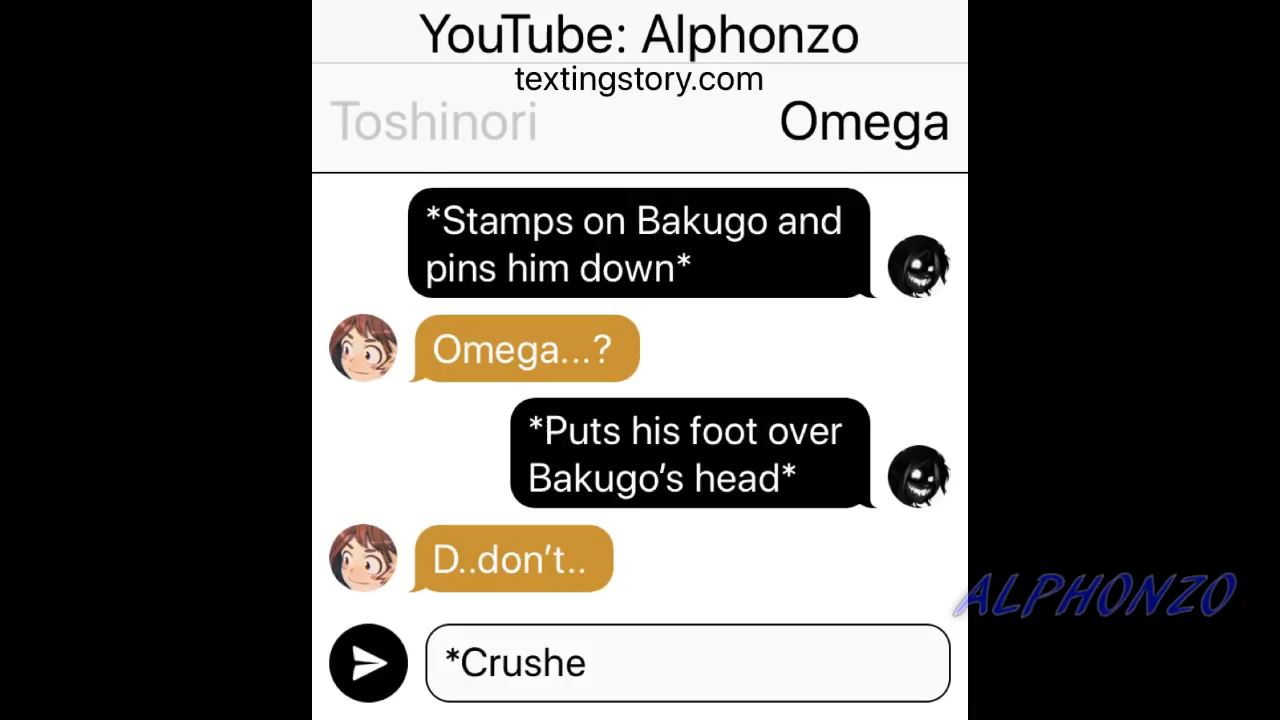 YouTube: Alphonzo
textingstory.com
Toshinori Omega
*Stamps on Bakugo and
pins him down*
Omega...?
*Puts his foot over
Bakugo’s head*
D..don’t..
ALPHONZO
*Crushe